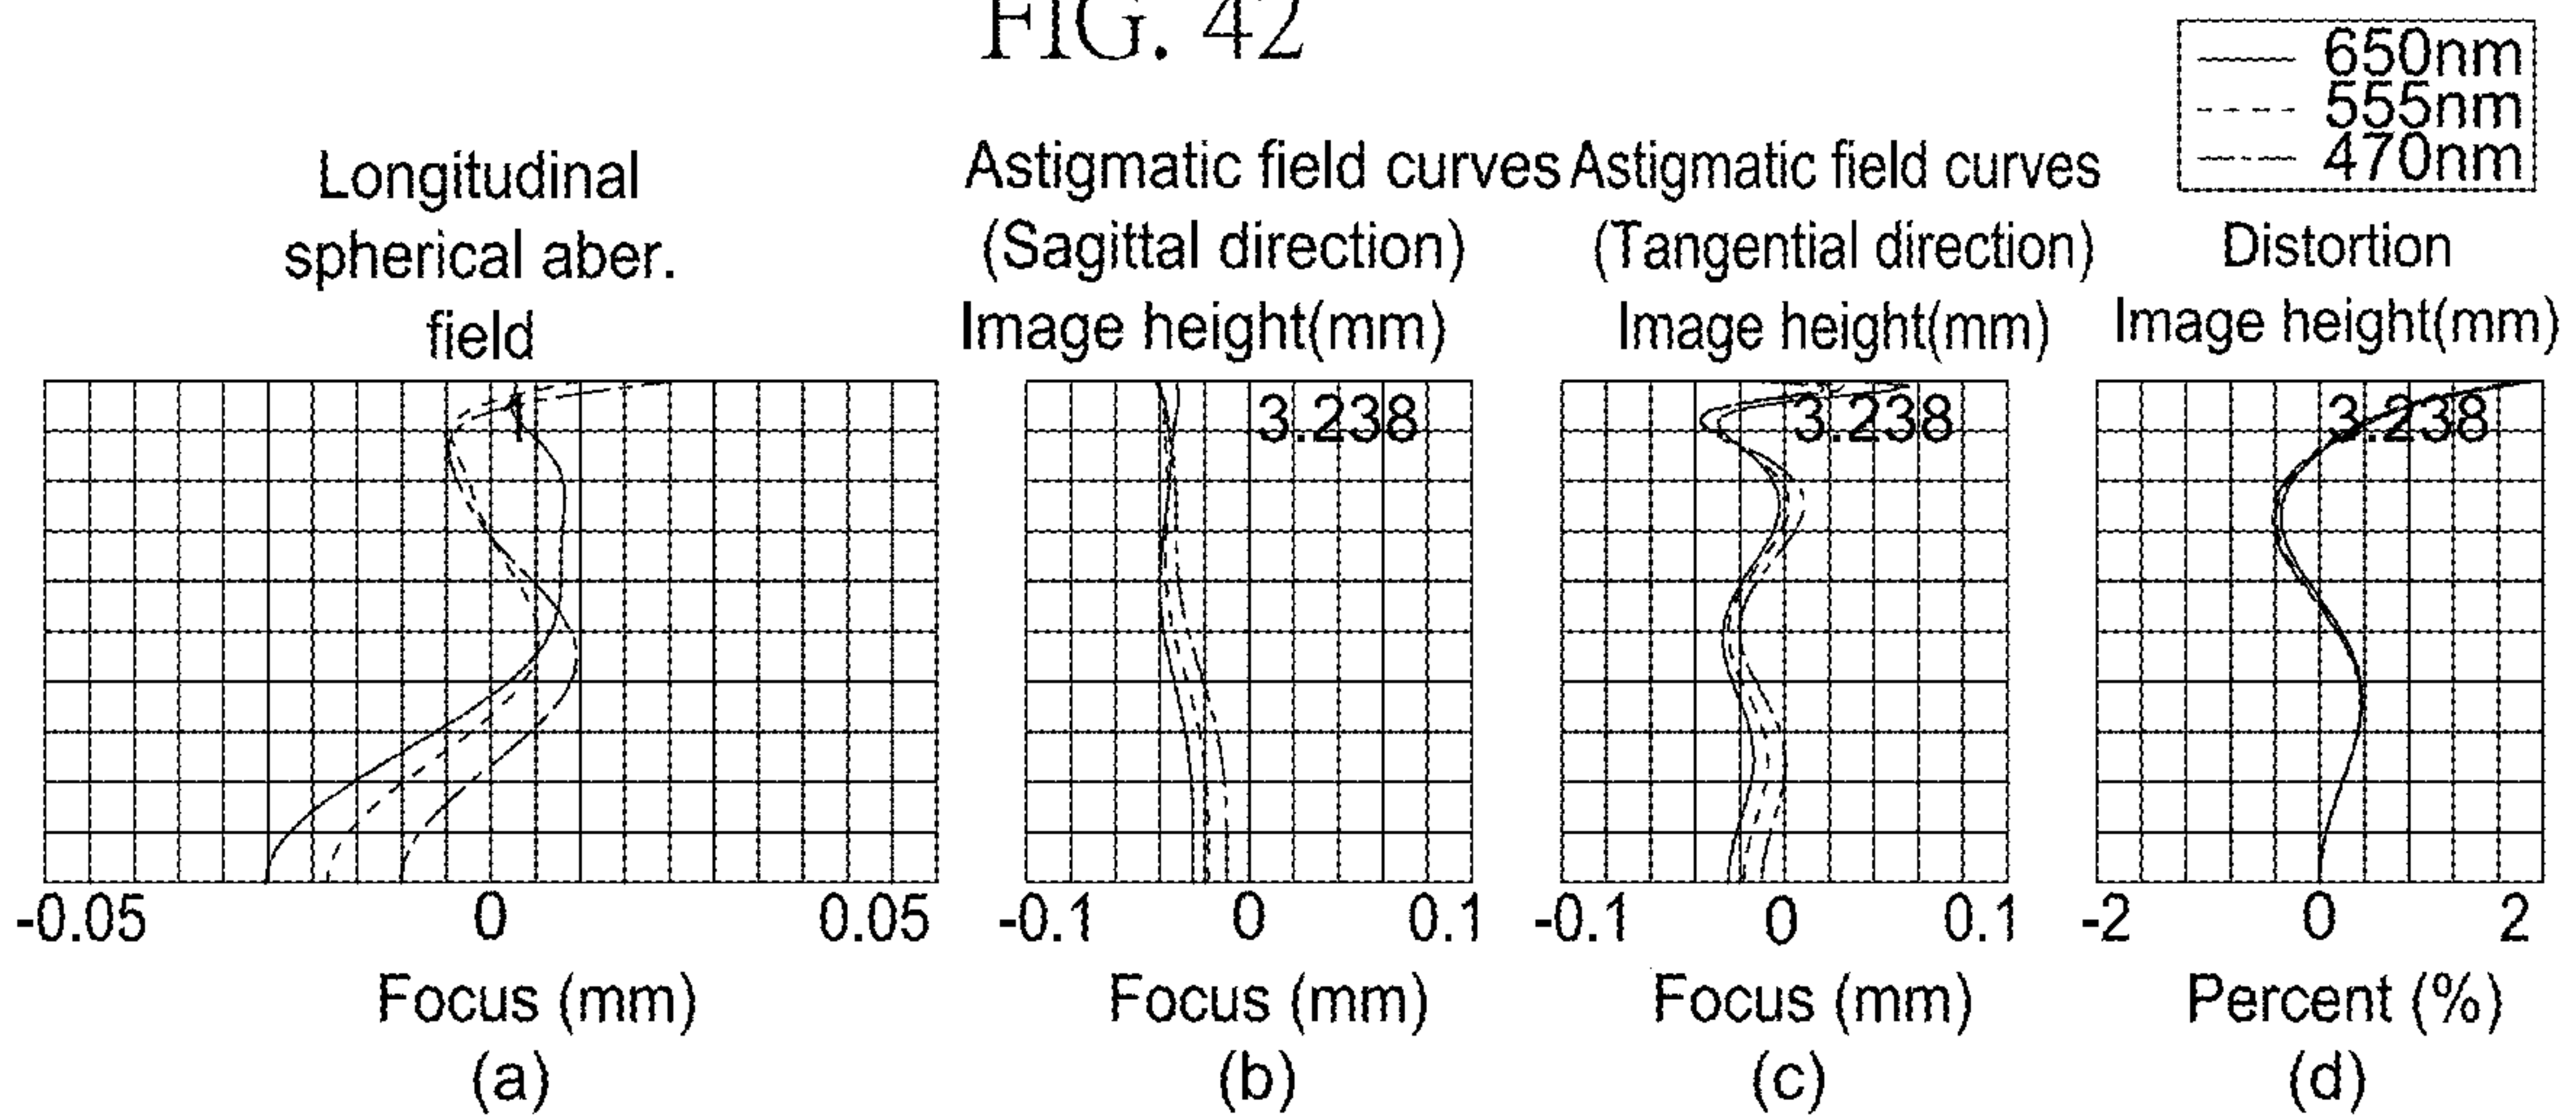 FIG. 42
650nm
555nm
470nm
Longitudinal
spherical aber.
field
Astigmatic field curves
(Sagittal direction)
Image height(mm)
Astigmatic field curves
(Tangential direction)
Image height(mm)
Distortion
Image height(mm)
3.238
3.238
3.238
-0.05 0 0.05
Focus (mm)
(a)
-0.1 0 0.1
Focus (mm)
(b)
-0.1 0 0.1
Focus (mm)
(c)
-2 0 2
Percent (%)
(d)